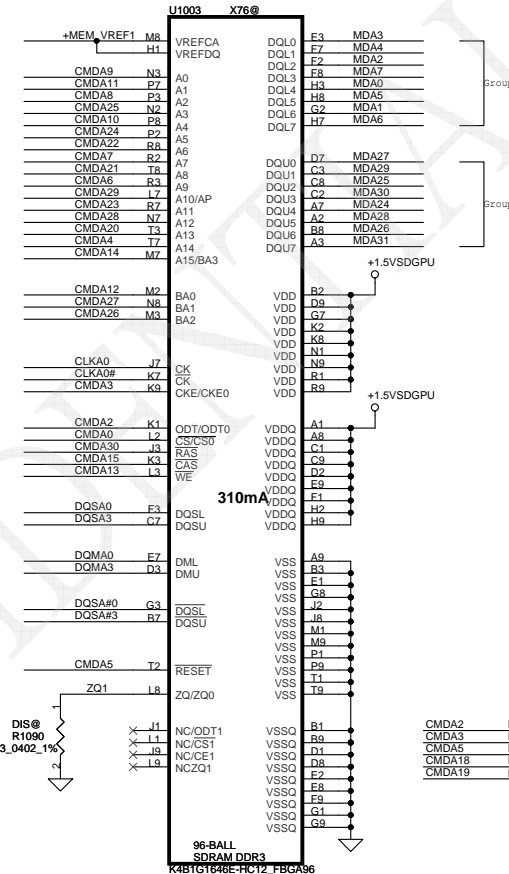 U1003 X76@
+MEM_VREF1 M8 VREFCA
H1 VREFDQ
CMDA9 N3 A0
CMDA11 P7 A1
CMDA8 P3 A2
CMDA25 N2 A3
CMDA10 P8 A4
CMDA24 P2 A5
CMDA22 R8 A6
CMDA7 R2 A7
CMDA21 T8 A8
CMDA6 R3 A9
CMDA29 L7 A10/AP
CMDA23 R7 A11
CMDA28 N7 A12
CMDA20 T3 A13
CMDA4 T7 A14
CMDA14 M7 A15/BA3
CMDA12 M2 BA0
CMDA27 N8 BA1
CMDA26 M3 BA2
CLKA0 J7 CK
CLKA0# K7 CK
CMDA3 K9 CKE/CKE0
CMDA2 K1 ODT/ODT0
CMDA0 L2 CS/CS0
CMDA30 J3 RAS
CMDA15 K3 CAS
CMDA13 L3 WE
DQSA0 F3 DQSL
DQSA3 C7 DQSU
DQMA0 E7 DML
DQMA3 D3 DMU
DQSA#0 G3 DQSL
DQSA#3 B7 DQSU
CMDA5 T2 RESET
ZQ1 L8 ZQ/ZQ0
1
DIS@
R1090
3_0402_1%
2
J1 NC/ODT1
L1 NC/CS1
J9 NC/CE1
L9 NCZQ1
DQL0 E3 MDA3
DQL1 F7 MDA4
DQL2 F2 MDA2
DQL3 F8 MDA7
DQL4 H3 MDA0
DQL5 H8 MDA5
DQL6 G2 MDA1
DQL7 H7 MDA6
Group
DQU0 D7 MDA27
DQU1 C3 MDA29
DQU2 C8 MDA25
DQU3 C2 MDA30
DQU4 A7 MDA24
DQU5 A2 MDA28
DQU6 B8 MDA26
DQU7 A3 MDA31
Group
+1.5VSDGPU
VDD B2
VDD D9
VDD G7
VDD K2
VDD K8
VDD N1
VDD N9
VDD R1
VDD R9
+1.5VSDGPU
VDDQ A1
VDDQ A8
VDDQ C1
VDDQ C9
VDDQ D2
VDDQ E9
VDDQ F1
VDDQ H2
VDDQ H9
310mA
VSS A9
VSS B3
VSS E1
VSS G8
VSS J2
VSS J8
VSS M1
VSS M9
VSS P1
VSS P9
VSS T1
VSS T9
VSSQ B1
VSSQ B9
VSSQ D1
VSSQ D8
VSSQ E2
VSSQ E8
VSSQ F9
VSSQ G1
VSSQ G9
CMDA2
CMDA3
CMDA5
CMDA18
CMDA19
96-BALL
SDRAM DDR3
K4B1G1646E-HC12_FBGA96